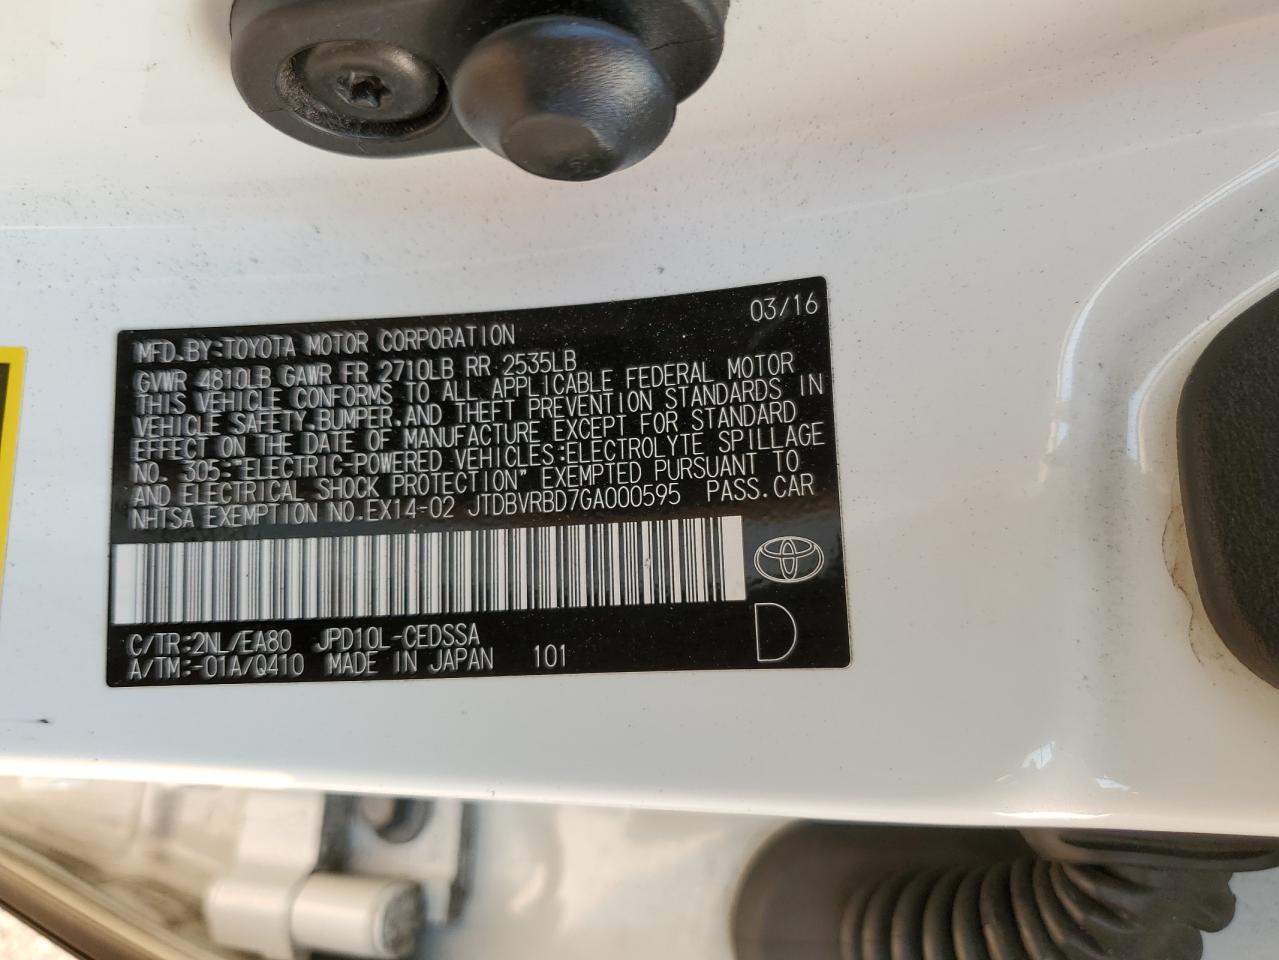 03/16
MFD.BY:TOYOTA MOTOR CORPORATION
GVWR 4810LB GAWR FR 2710LB RR 2535LB
THIS VEHICLE CONFORMS TO ALL APPLICABLE FEDERAL MOTOR
VEHICLE SAFETY,BUMPER,AND THEFT PREVENTION STANDARDS IN
EFFECT ON THE DATE OF MANUFACTURE EXCEPT FOR STANDARD
NO. 305:"ELECTRIC-POWERED VEHICLES:ELECTROLYTE SPILLAGE
AND ELECTRICAL SHOCK PROTECTION" EXEMPTED PURSUANT TO
NHTSA EXEMPTION NO.EX14-02 JTDBVRBD7GA000595 PASS.CAR
C/TR:2NL/EA80 JPD10L-CEDSSA
A/TM:-01A/Q410 MADE IN JAPAN 101
D